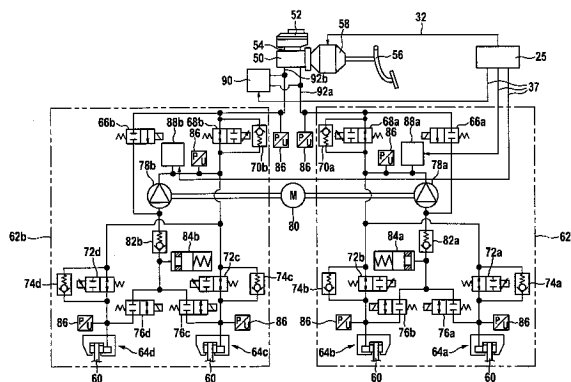 52
58
32
54
50
56
25
90
92b
92a
37
66b 68b 68a 66a
88b 86 86 88a
86 70b 86 86 70a
78b M 78a
80
62b 82b 84b 84a 82a 62
72d 72c 72b 72a
74d 74c 74b 74a
86 76d 76c 86 86 76b 76a 86
64d 64c 64b 64a
60 60 60 60
P P P P P P P P